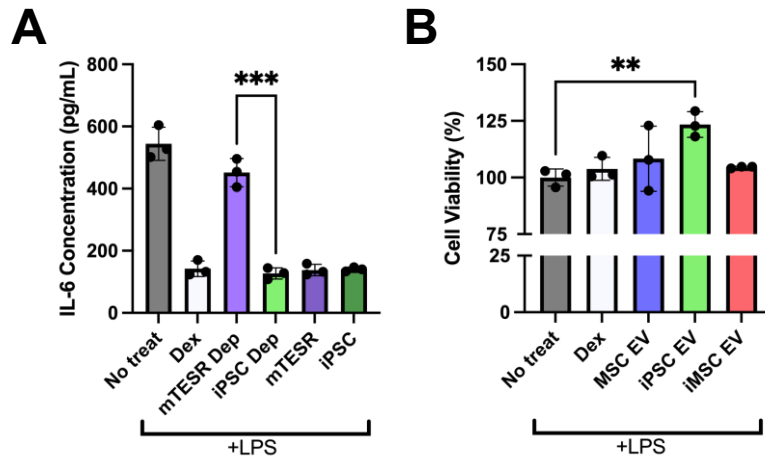 A
IL-6 Concentration (pg/mL)
800
600
400
200
0
***
No treat
Dex
mTESR Dep
iPSC Dep
mTESR
iPSC
+LPS
B
Cell Viability (%)
150
125
100
75
25
0
**
No treat
Dex
MSC EV
iPSC EV
iMSC EV
+LPS